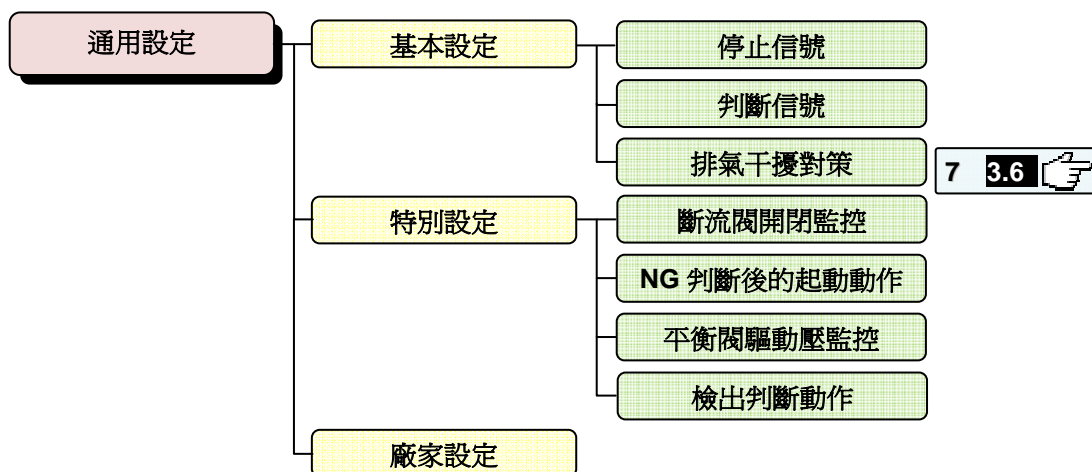 通用設定
基本設定
停止信號
判斷信號
排氣干擾對策
7 3.6
特別設定
斷流閥開閉監控
NG 判斷後的起動動作
平衡閥驅動壓監控
檢出判斷動作
廠家設定